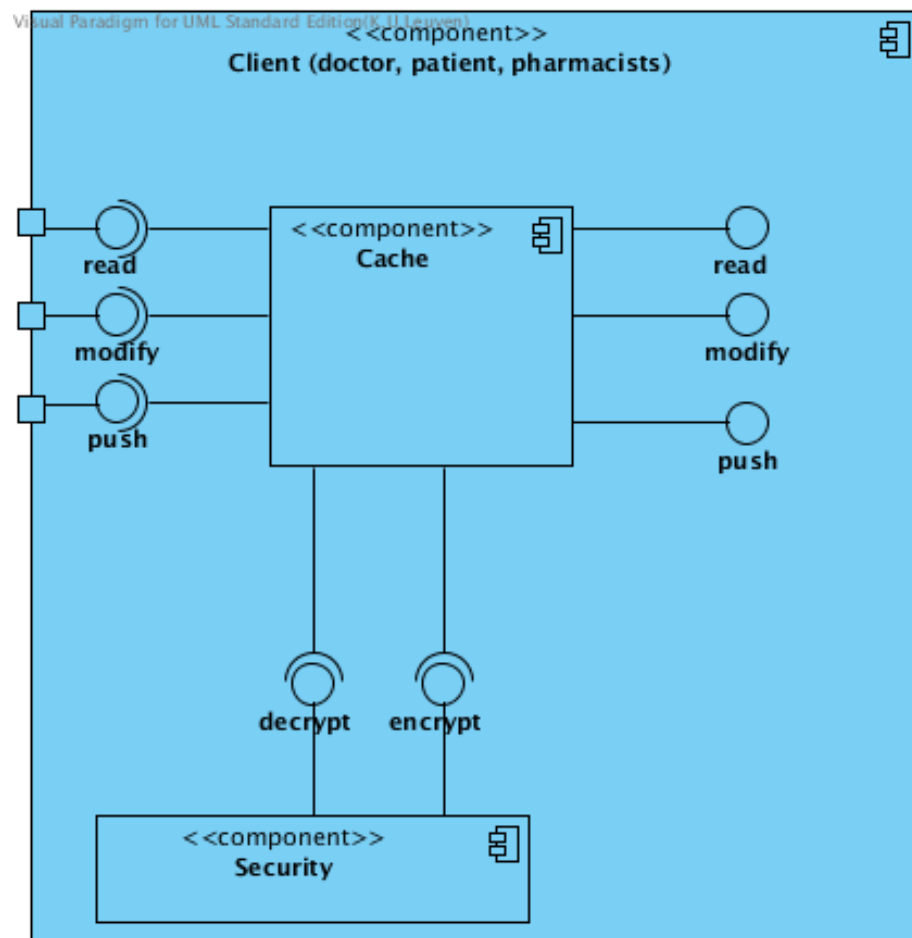 Visual Paradigm for UML Standard Edition(K.U.Leuven)
<<component>>
Client (doctor, patient, pharmacists)
<<component>>
Cache
read
modify
push
read
modify
push
decrypt
encrypt
<<component>>
Security